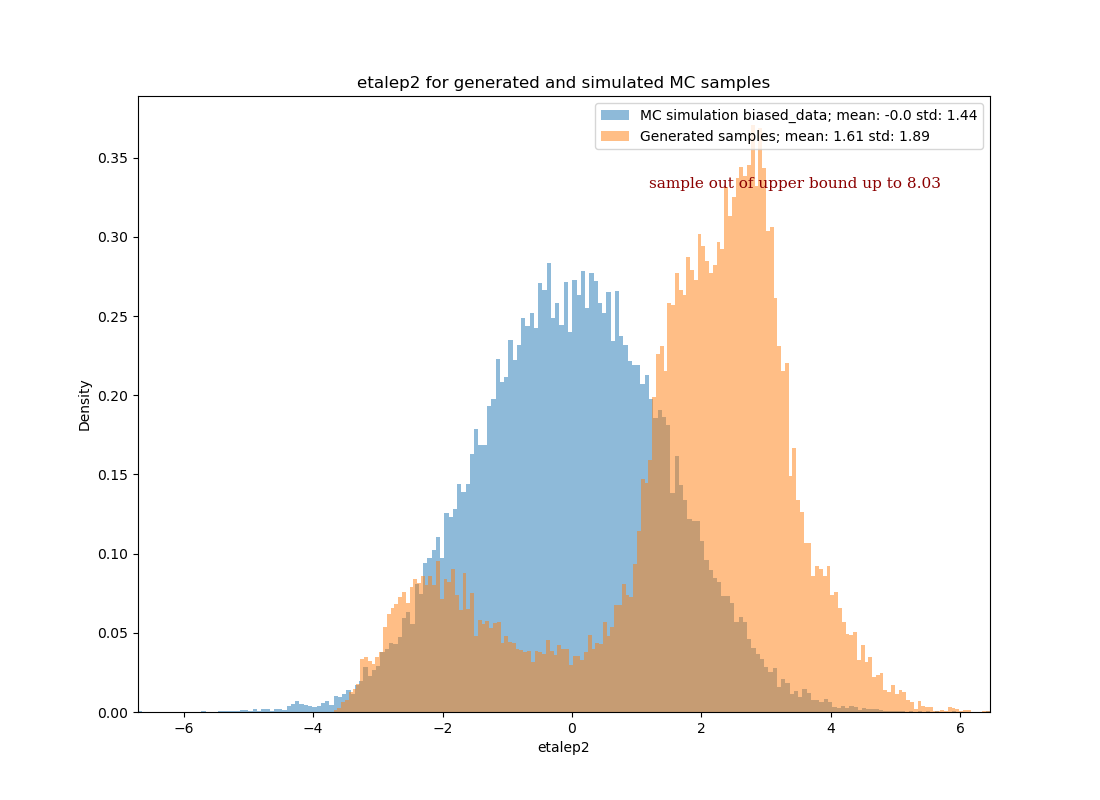 etalep2 for generated and simulated MC samples
MC simulation biased_data; mean: -0.0 std: 1.44
Generated samples; mean: 1.61 std: 1.89
sample out of upper bound up to 8.03
0.35
0.30
0.25
0.20
0.15
0.10
0.05
0.00
Density
−6 −4 −2 0 2 4 6
etalep2